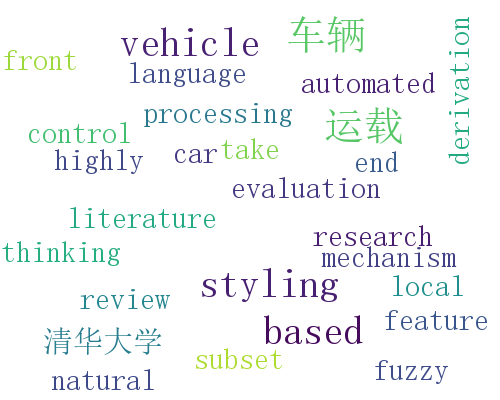 vehicle 车辆
front
language
automated
derivation
processing
运载
control
take
highly
car
end
evaluation
literature
research
thinking
mechanism
styling
local
review
based
feature
清华大学
subset
natural
fuzzy